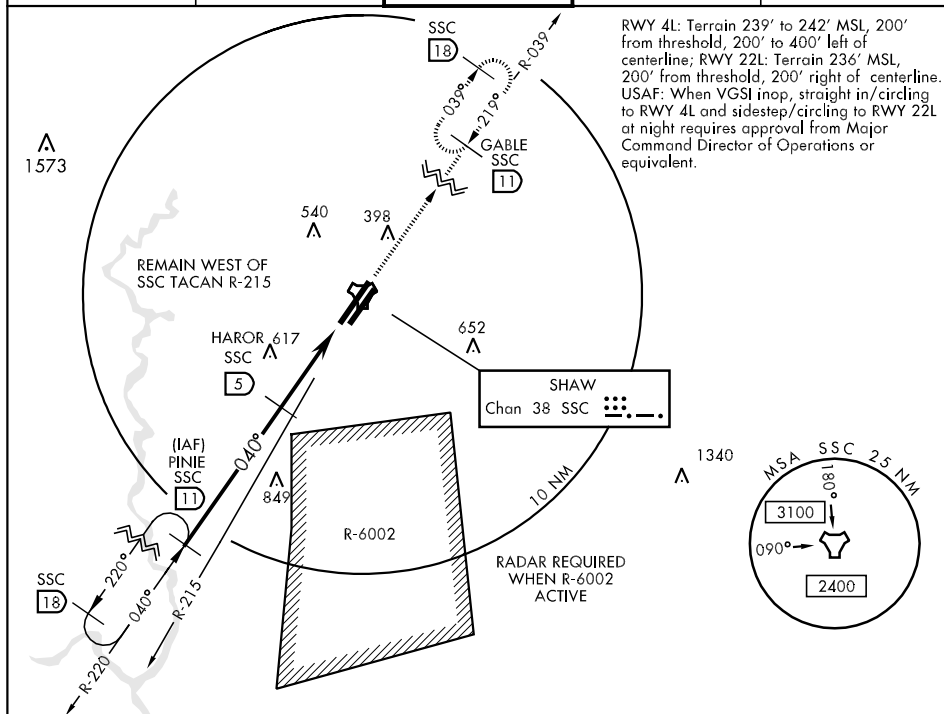 RWY 4L: Terrain 239' to 242' MSL, 200'
from threshold, 200' to 400' left of
centerline; RWY 22L: Terrain 236' MSL,
200' from threshold, 200' right of centerline.
USAF: When VGSI inop, straight in/circling
to RWY 4L and sidestep/circling to RWY 22L
at night requires approval from Major
Command Director of Operations or
equivalent.
SSC
18
R-039
039°
219°
GABLE
SSC
11
1573
540
398
REMAIN WEST OF
SSC TACAN R-215
HAROR
617
SSC
5
652
SHAW
Chan 38 SSC
(IAF)
PINIE
SSC
11
040°
849
R-6002
10 NM
1340
RADAR REQUIRED
WHEN R-6002
ACTIVE
MSA SSC 25 NM
180°
3100
090°
2400
SSC
18
220°
040°
R-215
R-220